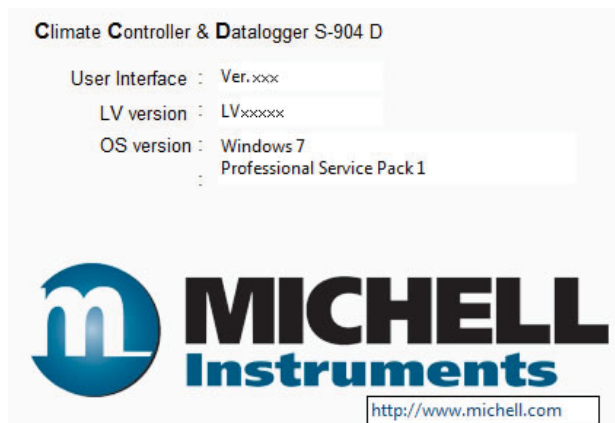 Climate Controller & Datalogger S-904 D
User Interface : Ver.xxx
LV version : LVxxxxx
OS version : Windows 7
: Professional Service Pack 1
m MICHELL
Instruments
http://www.michell.com